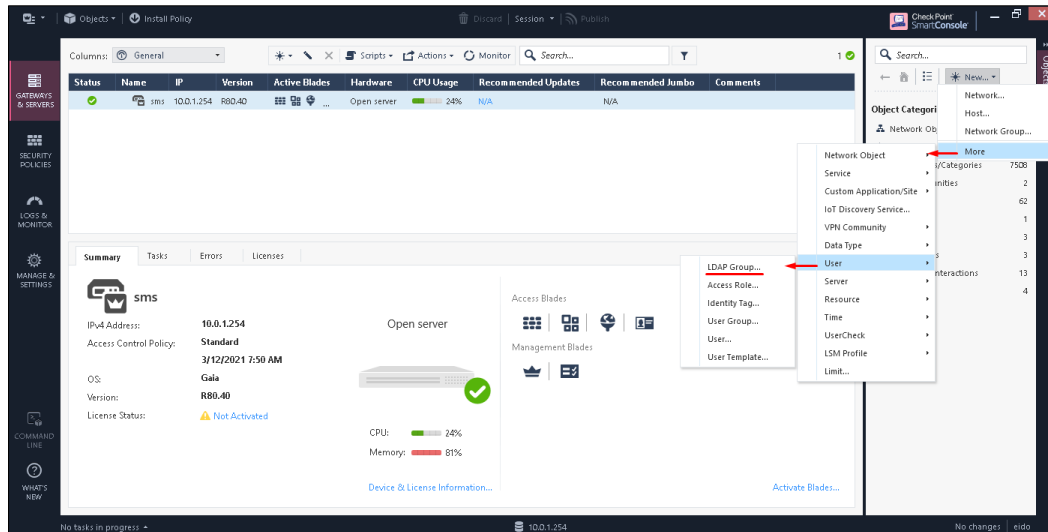 Objects
Install Policy
Discard
Session
Publish
Check Point
SmartConsole
Columns:
General
Scripts
Actions
Monitor
Search...
1
Status
Name
IP
Version
Active Blades
Hardware
CPU Usage
Recommended Updates
Recommended Jumbo
Comments
sms
10.0.1.254
R80.40
...
Open server
24%
N/A
N/A
GATEWAYS
& SERVERS
SECURITY
POLICIES
LOGS &
MONITOR
MANAGE &
SETTINGS
COMMAND
LINE
WHAT'S
NEW
Summary
Tasks
Errors
Licenses
sms
IPv4 Address:
10.0.1.254
Access Control Policy:
Standard
3/12/2021 7:50 AM
OS:
Gaia
Version:
R80.40
License Status:
Not Activated
Open server
CPU:
24%
Memory:
81%
Device & License Information...
Access Blades
Management Blades
Activate Blades...
Search...
New...
Object Categori
Network Ob
s/Categories
7508
unities
2
62
1
3
s
3
nteractions
13
4
Network...
Host...
Network Group...
More
Network Object
Service
Custom Application/Site
IoT Discovery Service...
VPN Community
Data Type
User
Server
Resource
Time
UserCheck
LSM Profile
Limit...
LDAP Group...
Access Role...
Identity Tag...
User Group...
User...
User Template...
No tasks in progress
10.0.1.254
No changes
eido